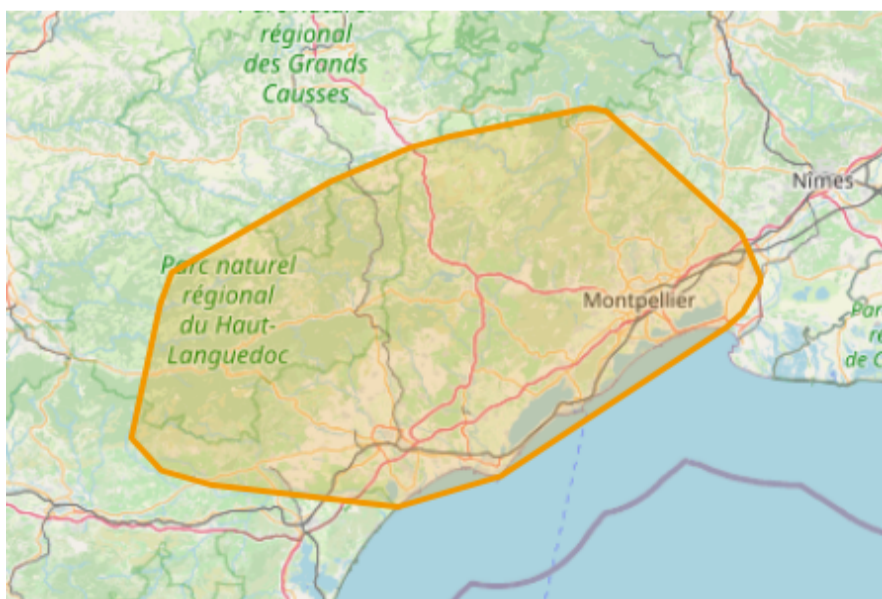 régional
des Grands
Causses
Nîmes
Parc naturel
régional
du Haut-
Languedoc
Montpellier